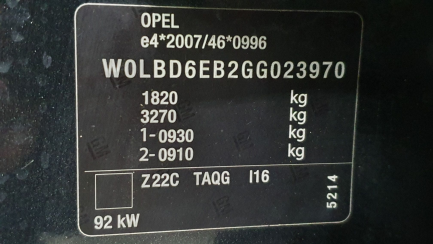 OPEL
e4*2007/46*0996
W0LBD6EB2GG023970
1820 kg
3270 kg
1-0930 kg
2-0910 kg
Z22C TAQG I16
5214
92 kW